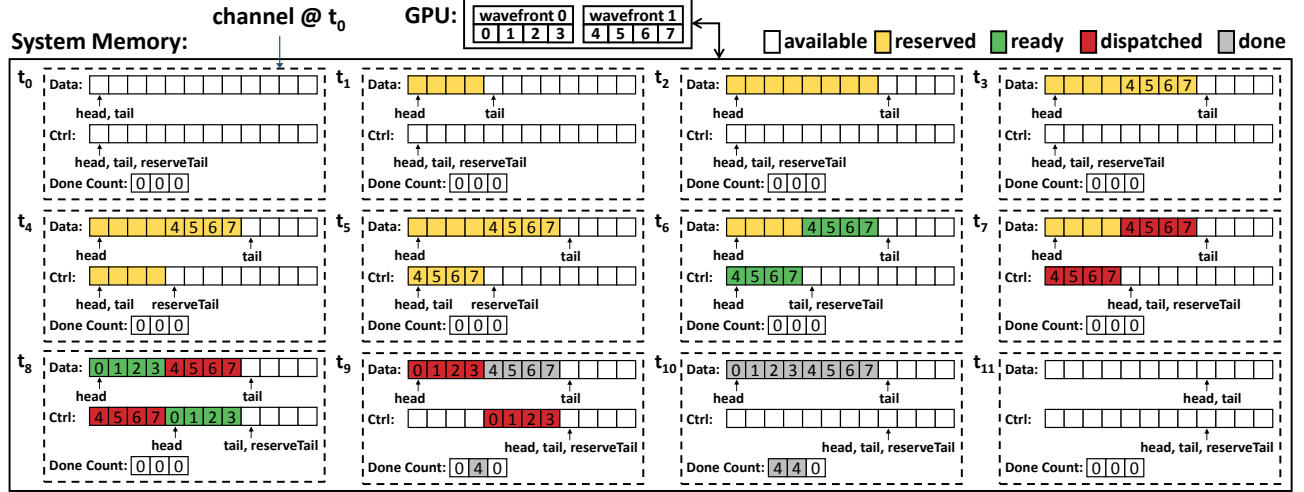 channel @ t0
GPU:
wavefront 0
wavefront 1
0 1 2 3
4 5 6 7
System Memory:
available reserved ready dispatched done
t0
Data:
head, tail
Ctrl:
head, tail, reserveTail
Done Count: 0 0 0
t1
Data:
head tail
Ctrl:
head, tail, reserveTail
Done Count: 0 0 0
t2
Data:
head tail
Ctrl:
head, tail, reserveTail
Done Count: 0 0 0
t3
Data: 4 5 6 7
head tail
Ctrl:
head, tail, reserveTail
Done Count: 0 0 0
t4
Data: 4 5 6 7
head tail
Ctrl:
head, tail reserveTail
Done Count: 0 0 0
t5
Data: 4 5 6 7
head tail
Ctrl: 4 5 6 7
head, tail reserveTail
Done Count: 0 0 0
t6
Data: 4 5 6 7
head tail
Ctrl: 4 5 6 7
head tail, reserveTail
Done Count: 0 0 0
t7
Data: 4 5 6 7
head tail
Ctrl: 4 5 6 7
head, tail, reserveTail
Done Count: 0 0 0
t8
Data: 0 1 2 3 4 5 6 7
head tail
Ctrl: 4 5 6 7 0 1 2 3
head tail, reserveTail
Done Count: 0 0 0
t9
Data: 0 1 2 3 4 5 6 7
head tail
Ctrl: 0 1 2 3
head, tail, reserveTail
Done Count: 0 4 0
t10
Data: 0 1 2 3 4 5 6 7
head tail
Ctrl:
head, tail, reserveTail
Done Count: 4 4 0
t11
Data:
head, tail
Ctrl:
head, tail, reserveTail
Done Count: 0 0 0